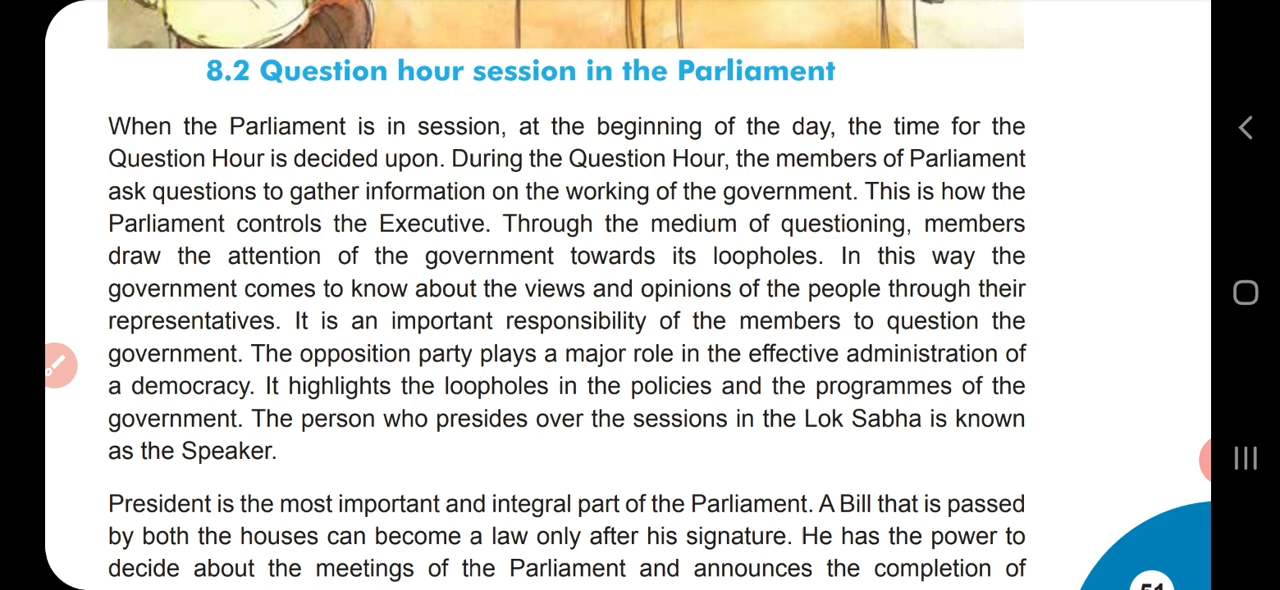 8.2 Question hour session in the Parliament
When the Parliament is in session, at the beginning of the day, the time for the
Question Hour is decided upon. During the Question Hour, the members of Parliament
ask questions to gather information on the working of the government. This is how the
Parliament controls the Executive. Through the medium of questioning, members
draw the attention of the government towards its loopholes. In this way the
government comes to know about the views and opinions of the people through their
representatives. It is an important responsibility of the members to question the
government. The opposition party plays a major role in the effective administration of
a democracy. It highlights the loopholes in the policies and the programmes of the
government. The person who presides over the sessions in the Lok Sabha is known
as the Speaker.
President is the most important and integral part of the Parliament. A Bill that is passed
by both the houses can become a law only after his signature. He has the power to
decide about the meetings of the Parliament and announces the completion of